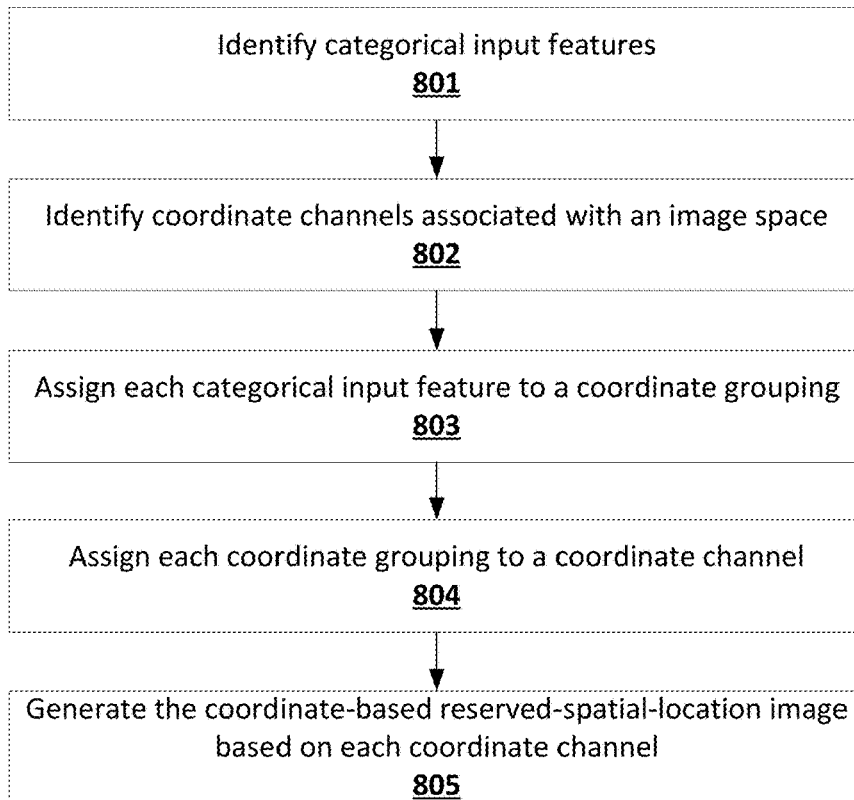 Identify categorical input features
801
Identify coordinate channels associated with an image space
802
Assign each categorical input feature to a coordinate grouping
803
Assign each coordinate grouping to a coordinate channel
804
Generate the coordinate-based reserved-spatial-location image
based on each coordinate channel
805